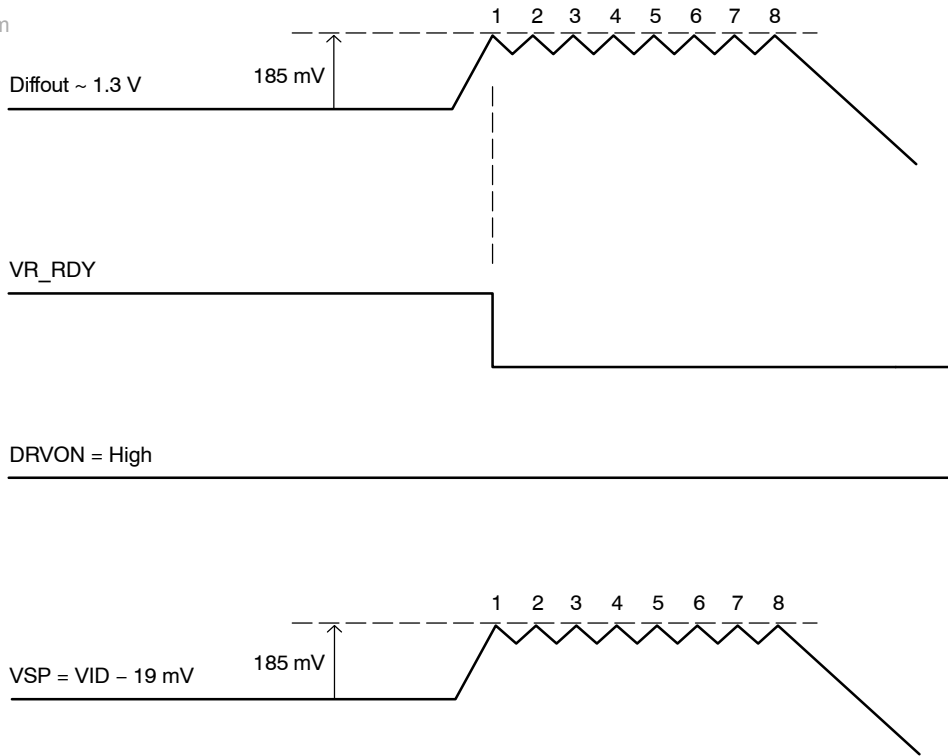 1 2 3 4 5 6 7 8
185 mV
Diffout ~ 1.3 V
VR_RDY
DRVON = High
1 2 3 4 5 6 7 8
185 mV
VSP = VID − 19 mV